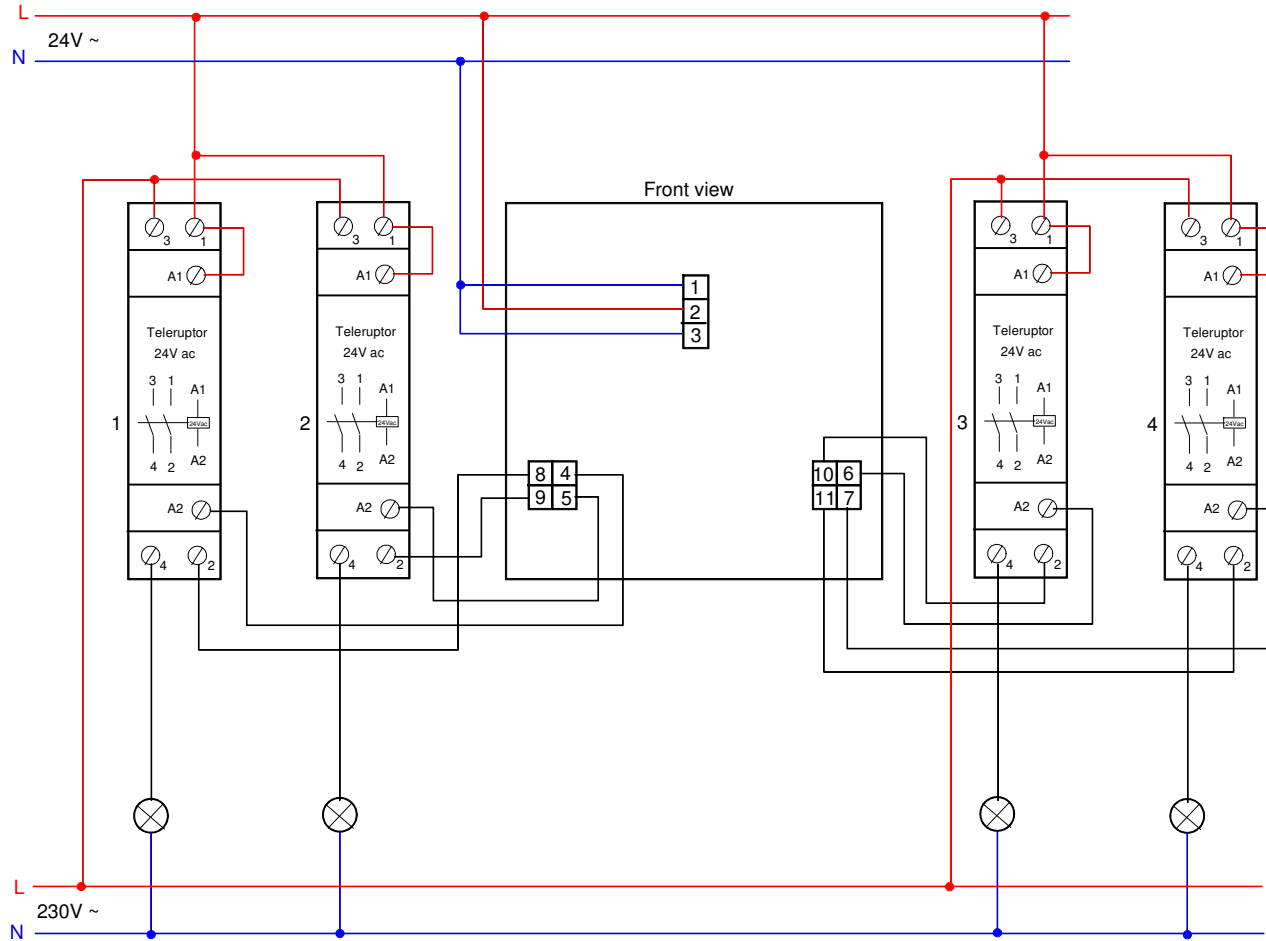 L
24V ~
N
Front view
3 1
3 1
3 1
3 1
A1
A1
A1
A1
1
2
3
Teleruptor
24V ac
3 1 A1
24Vac
4 2 A2
1
Teleruptor
24V ac
3 1 A1
24Vac
4 2 A2
2
Teleruptor
24V ac
3 1 A1
24Vac
4 2 A2
3
Teleruptor
24V ac
3 1 A1
24Vac
4 2 A2
4
8 4
9 5
10 6
11 7
A2
A2
A2
A2
4 2
4 2
4 2
4 2
L
230V ~
N